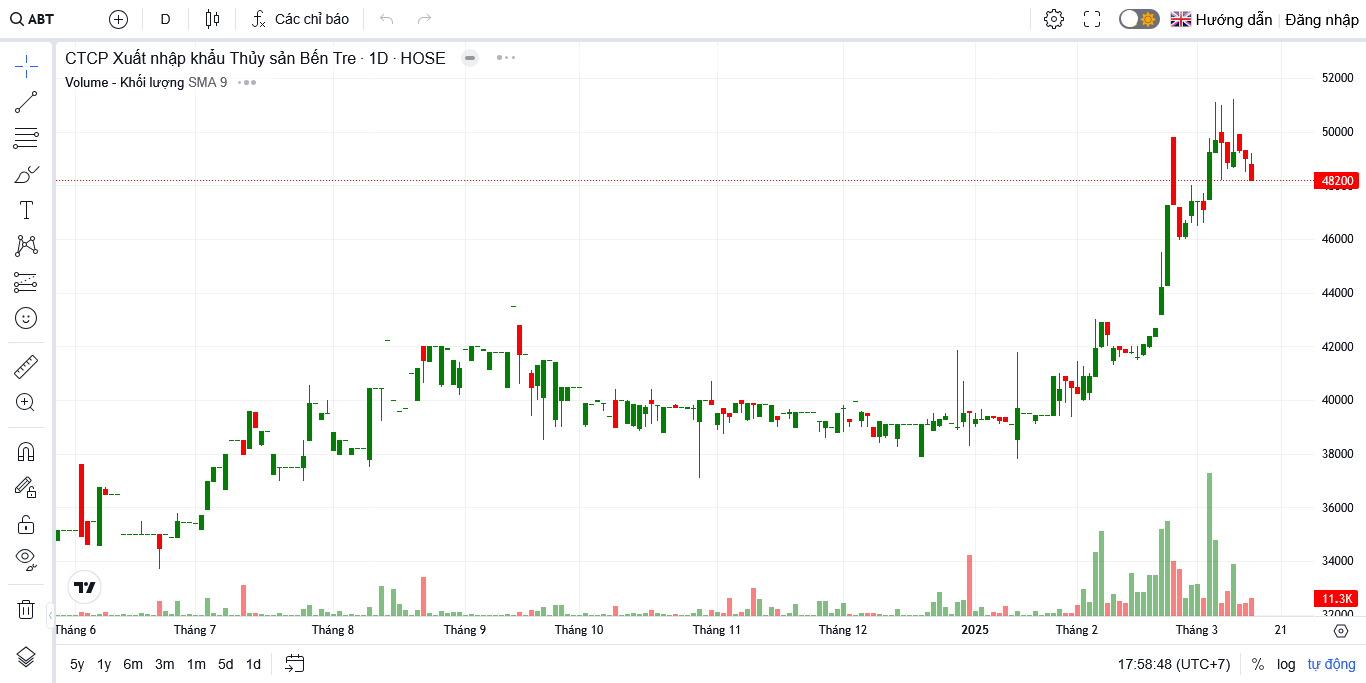 ABT D Các chỉ báo Hướng dẫn Đăng nhập
CTCP Xuất nhập khẩu Thủy sản Bến Tre · 1D · HOSE
Volume - Khối lượng SMA 9
52000
50000
48200
46000
44000
42000
40000
38000
36000
34000
11.3K
32000
Tháng 6 Tháng 7 Tháng 8 Tháng 9 Tháng 10 Tháng 11 Tháng 12 2025 Tháng 2 Tháng 3 21
5y 1y 6m 3m 1m 5d 1d 17:58:48 (UTC+7) % log tự động